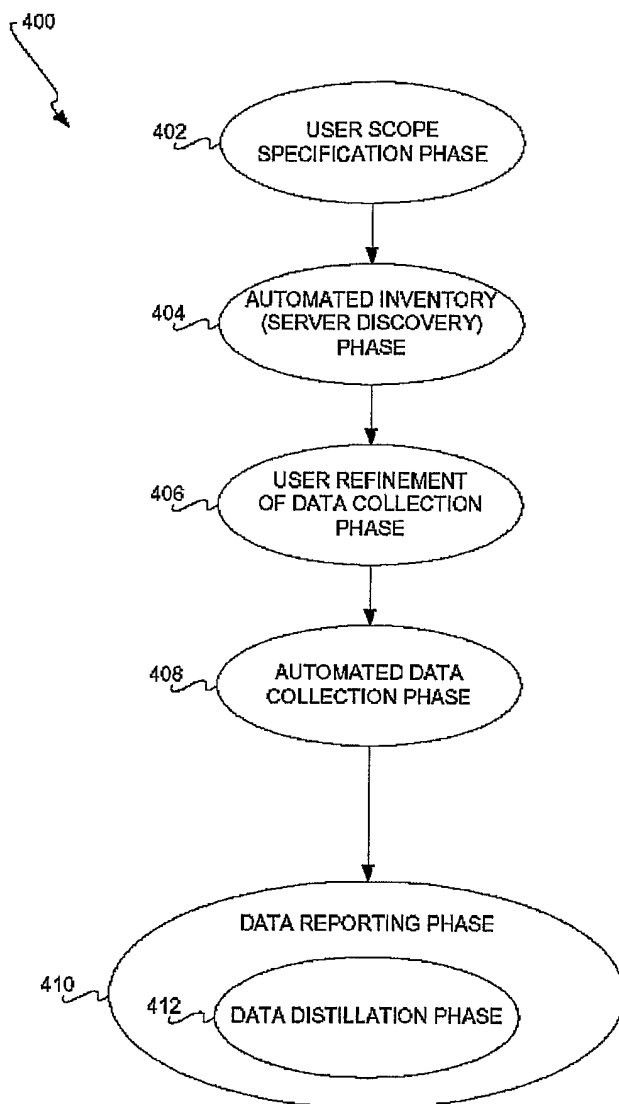 400
402
USER SCOPE
SPECIFICATION PHASE
404
AUTOMATED INVENTORY
(SERVER DISCOVERY)
PHASE
406
USER REFINEMENT
OF DATA COLLECTION
PHASE
408
AUTOMATED DATA
COLLECTION PHASE
DATA REPORTING PHASE
410
412
DATA DISTILLATION PHASE